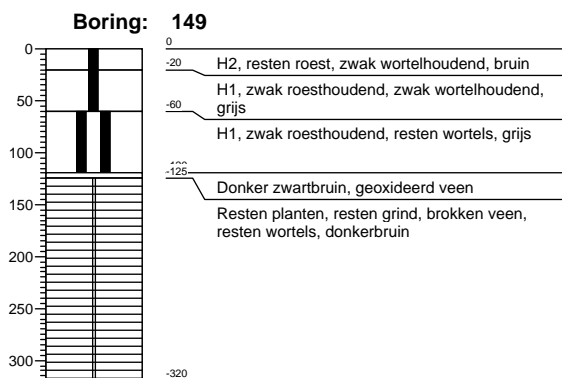 Boring: 149
0
0
-20
H2, resten roest, zwak wortelhoudend, bruin
H1, zwak roesthoudend, zwak wortelhoudend,
grijs
50
-60
H1, zwak roesthoudend, resten wortels, grijs
100
-125
Donker zwartbruin, geoxideerd veen
150
Resten planten, resten grind, brokken veen,
resten wortels, donkerbruin
200
250
300
-320